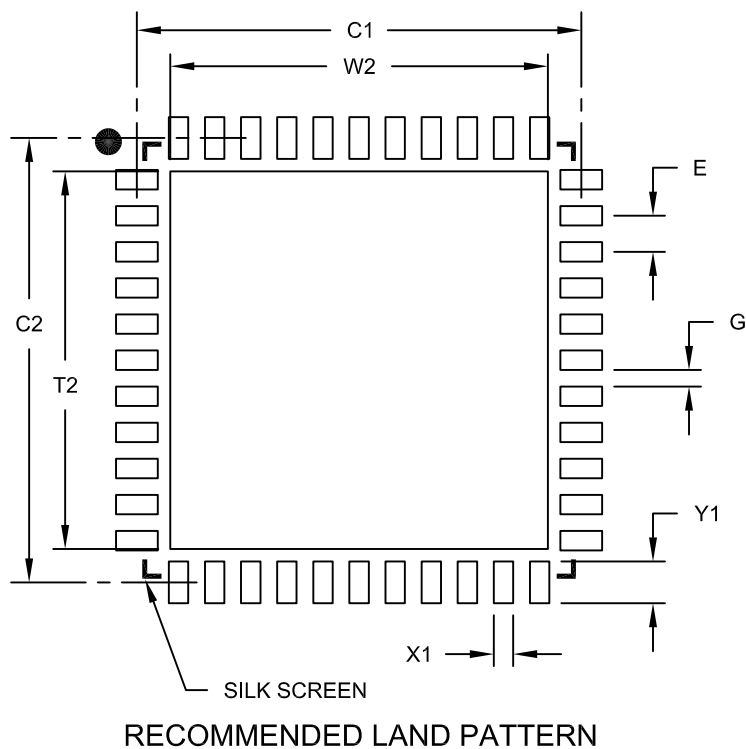 C1
W2
E
C2
G
T2
Y1
X1
SILK SCREEN
RECOMMENDED LAND PATTERN